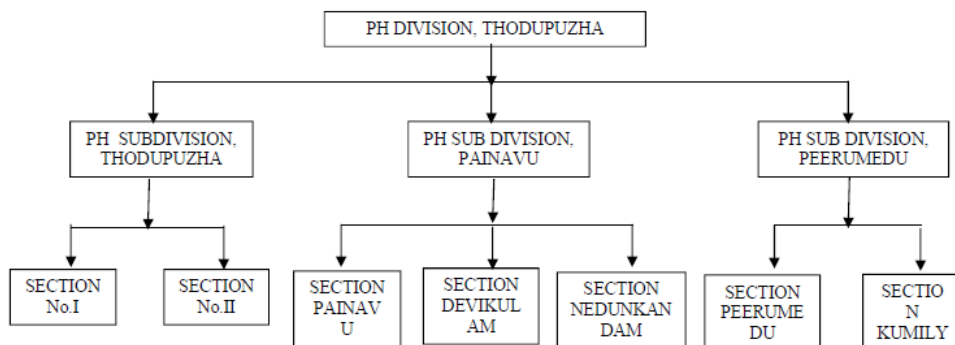 PH DIVISION, THODUPUZHA
PH SUBDIVISION,
THODUPUZHA
PH SUB DIVISION,
PAINAVU
PH SUB DIVISION,
PEERUMEDU
SECTION
No.I
SECTION
No.II
SECTION
PAINAV
U
SECTION
DEVIKUL
AM
SECTION
NEDUNKAN
DAM
SECTION
PEERUME
DU
SECTIO
N
KUMILY